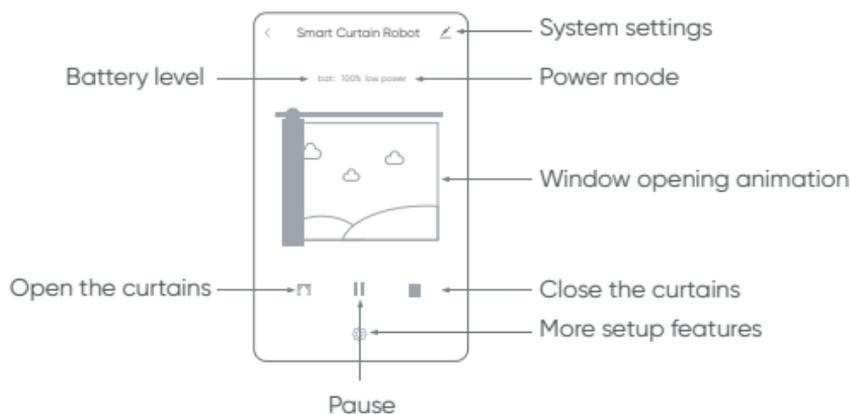 Smart Curtain Robot
System settings
Battery level
bat: 100% low power
Power mode
Window opening animation
Open the curtains
Close the curtains
More setup features
Pause